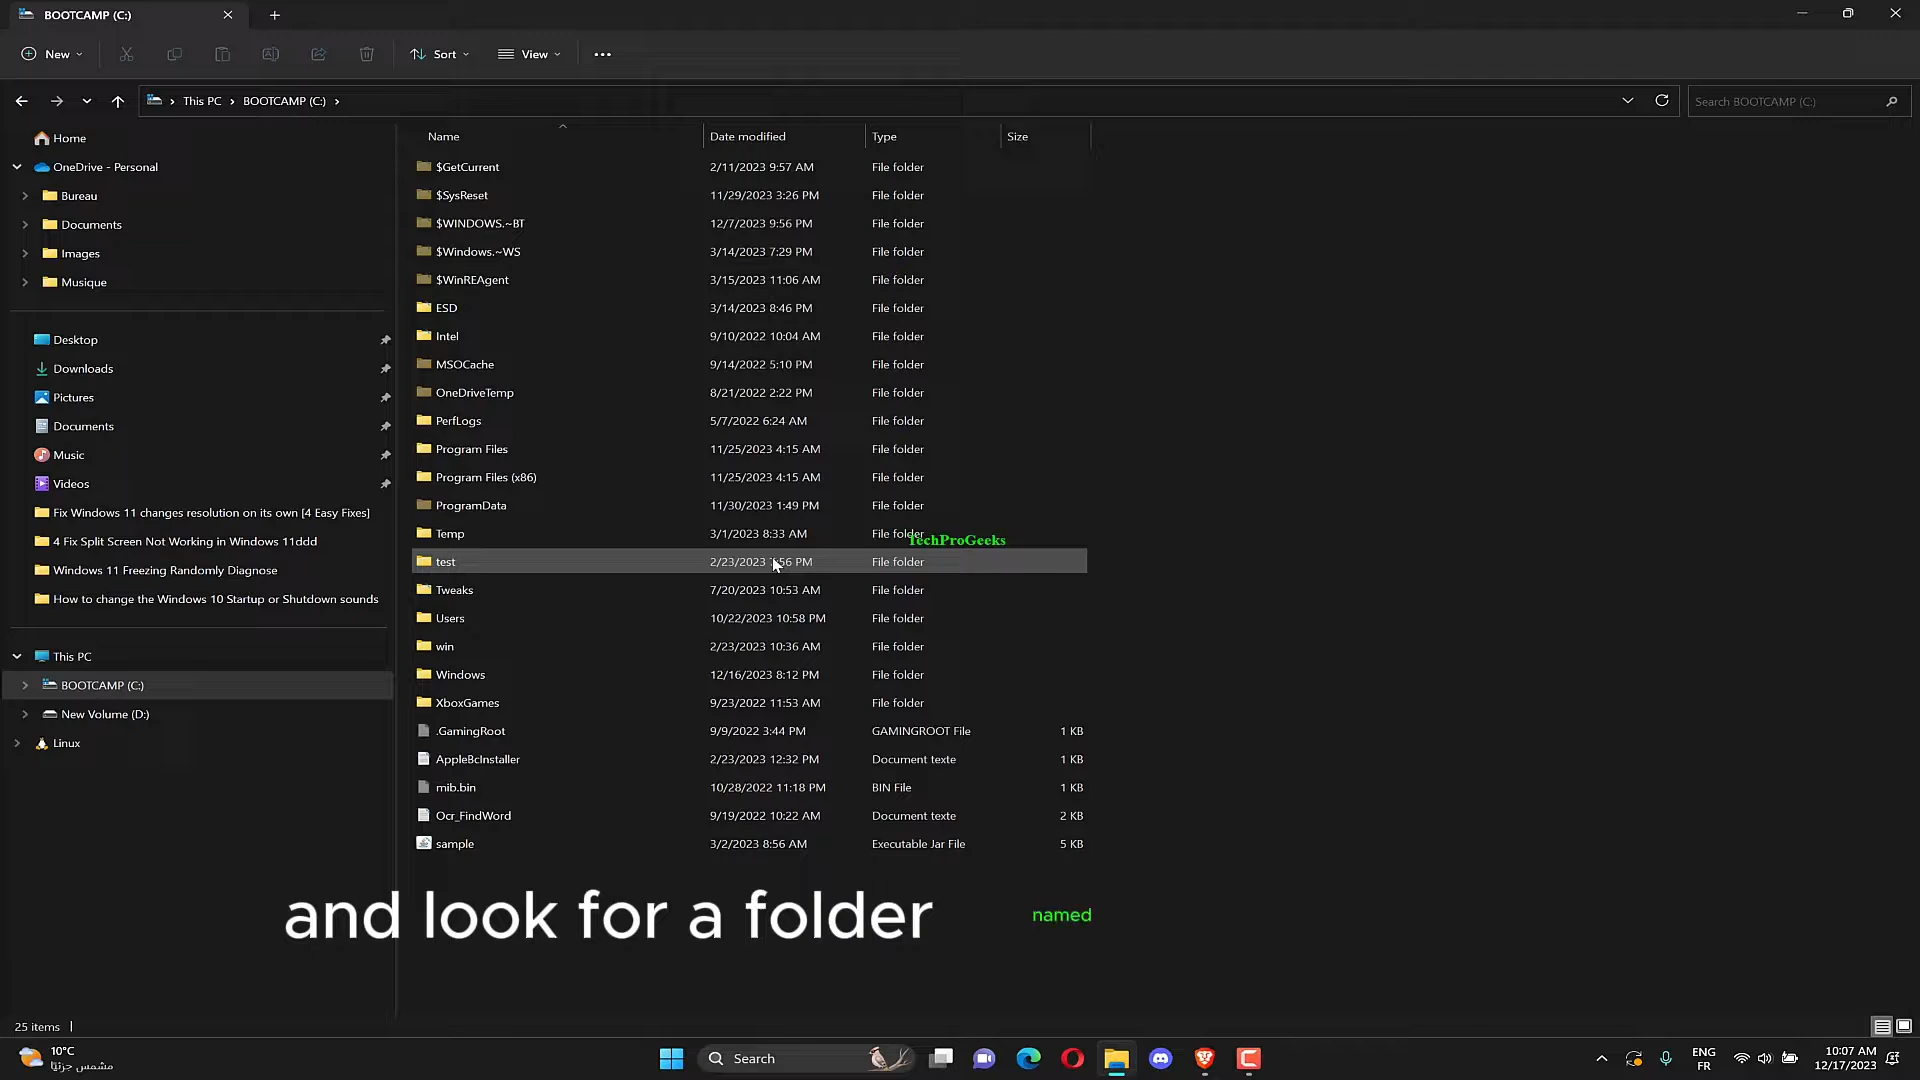 BOOTCAMP (C:)
New
Sort
View
This PC > BOOTCAMP (C:) >
Search BOOTCAMP (C:)
Home
OneDrive - Personal
Bureau
Documents
Images
Musique
Desktop
Downloads
Pictures
Documents
Music
Videos
Fix Windows 11 changes resolution on its own [4 Easy Fixes]
4 Fix Split Screen Not Working in Windows 11ddd
Windows 11 Freezing Randomly Diagnose
How to change the Windows 10 Startup or Shutdown sounds
This PC
BOOTCAMP (C:)
New Volume (D:)
Linux
Name Date modified Type Size
$GetCurrent 2/11/2023 9:57 AM File folder
$SysReset 11/29/2023 3:26 PM File folder
$WINDOWS.~BT 12/7/2023 9:56 PM File folder
$Windows.~WS 3/14/2023 7:29 PM File folder
$WinREAgent 3/15/2023 11:06 AM File folder
ESD 3/14/2023 8:46 PM File folder
Intel 9/10/2022 10:04 AM File folder
MSOCache 9/14/2022 5:10 PM File folder
OneDriveTemp 8/21/2022 2:22 PM File folder
PerfLogs 5/7/2022 6:24 AM File folder
Program Files 11/25/2023 4:15 AM File folder
Program Files (x86) 11/25/2023 4:15 AM File folder
ProgramData 11/30/2023 1:49 PM File folder
Temp 3/1/2023 8:33 AM File folder
TechProGeeks
test 2/23/2023 PM File folder
Tweaks 7/20/2023 10:53 AM File folder
Users 10/22/2023 10:58 PM File folder
win 2/23/2023 10:36 AM File folder
Windows 12/16/2023 8:12 PM File folder
XboxGames 9/23/2022 11:53 AM File folder
.GamingRoot 9/9/2022 3:44 PM GAMINGROOT File 1 KB
AppleBcInstaller 2/23/2023 12:32 PM Document texte 1 KB
mib.bin 10/28/2022 11:18 PM BIN File 1 KB
Ocr_FindWord 9/19/2022 10:22 AM Document texte 2 KB
sample 3/2/2023 8:56 AM Executable Jar File 5 KB
and look for a folder named
25 items
10°C
مشمس جزئيًا
Search
ENG
FR
10:07 AM
12/17/2023